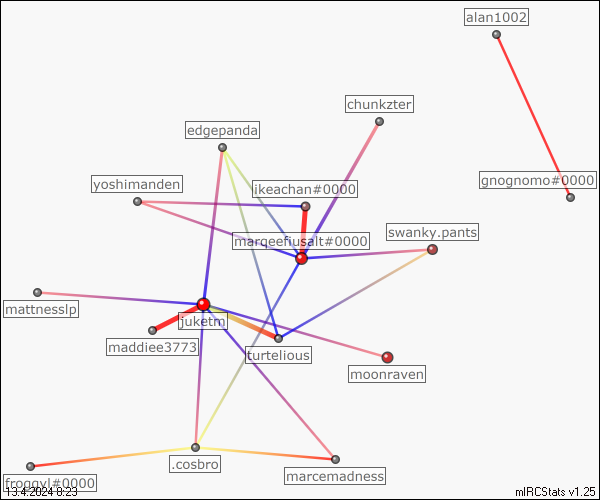 alan1002
chunkzter
edgepanda
gnognomo#0000
yoshimanden
ikeachan#0000
swanky.pants
marqeefiusalt#0000
mattnesslp
juketm
maddiee3773
turtelious
moonraven
.cosbro
marcemadness
froggyl#0000
13.4.2024 8:23
mIRCStats v1.25